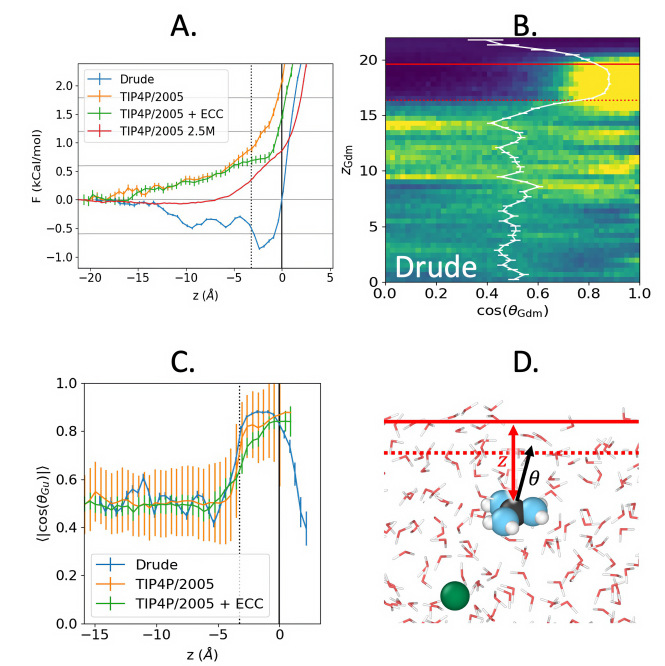 A.
Drude
TIP4P/2005
TIP4P/2005 + ECC
TIP4P/2005 2.5M
F (kCal/mol)
2.0
1.5
1.0
0.5
0.0
−0.5
−1.0
−20
−15
−10
−5
0
5
z (Å)
B.
z_Gdm
20
15
10
5
0
Drude
0.0
0.2
0.4
0.6
0.8
1.0
cos(θ_Gdm)
C.
⟨|cos(θ_Gu)|⟩
1.0
0.8
0.6
0.4
0.2
0.0
Drude
TIP4P/2005
TIP4P/2005 + ECC
−15
−10
−5
0
z (Å)
D.
z
θ